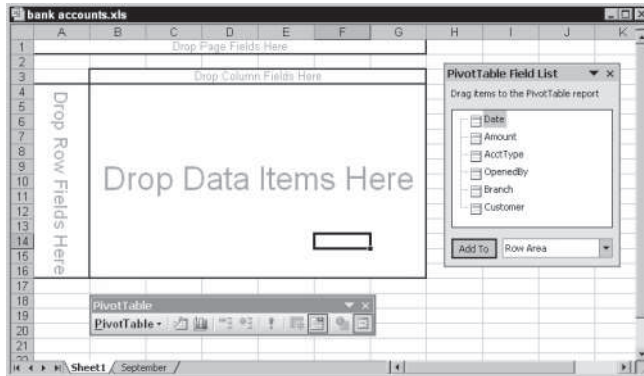 bank accounts.xls
A B C D E F G H I J K
1 Drop Page Fields Here
2
3 Drop Column Fields Here
4
5
6
7
8
9
10
11
12
13
14
15
16
17
18
19
20
21
22
Drop Row Fields Here
Drop Data Items Here
PivotTable Field List
Drag items to the PivotTable report
Date
Amount
AcctType
OpenedBy
Branch
Customer
Add To Row Area
PivotTable
PivotTable
Sheet1 September